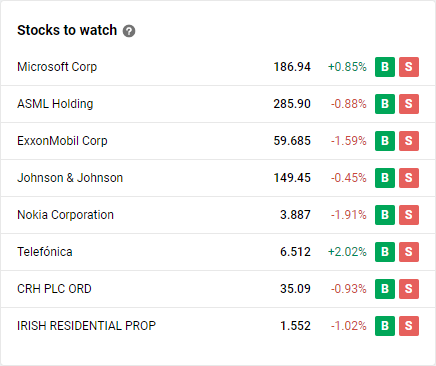 Stocks to watch ?
Microsoft Corp 186.94 +0.85% B S
ASML Holding 285.90 -0.88% B S
ExxonMobil Corp 59.685 -1.59% B S
Johnson & Johnson 149.45 -0.45% B S
Nokia Corporation 3.887 -1.91% B S
Telefónica 6.512 +2.02% B S
CRH PLC ORD 35.09 -0.93% B S
IRISH RESIDENTIAL PROP 1.552 -1.02% B S